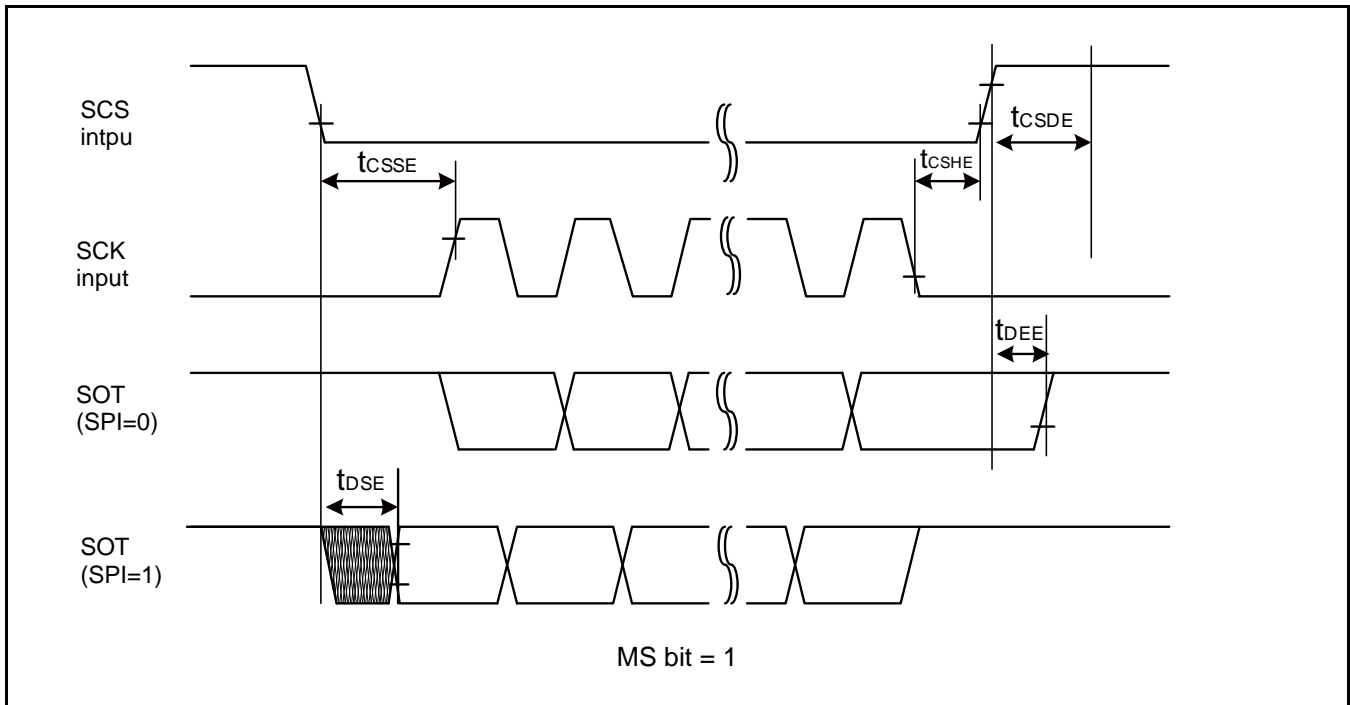 SCS
intpu
tCSDE
tCSSE
tCSHE
SCK
input
tDEE
SOT
(SPI=0)
tDSE
SOT
(SPI=1)
MS bit = 1